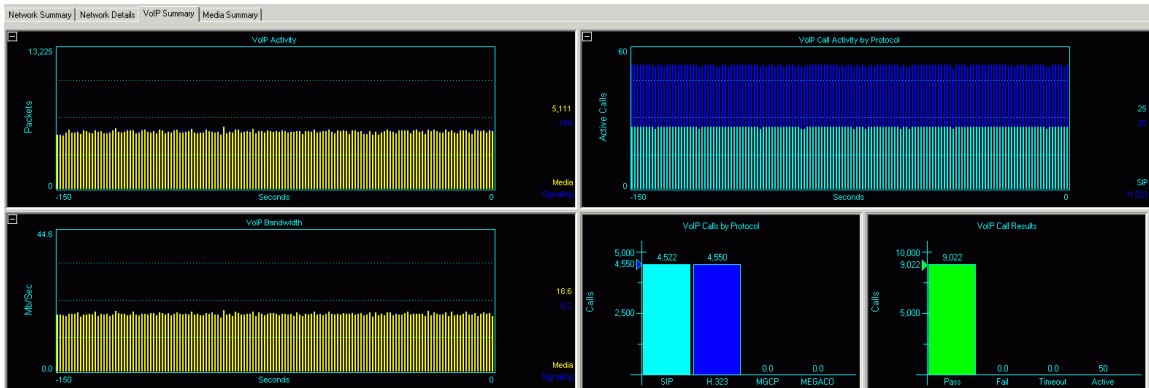 Network Summary Network Details VoIP Summary Media Summary
VoIP Activity
13,225
Packets
5,111
Media
Signaling
0
-150 Seconds 0
VoIP Call Activity by Protocol
60
Active Calls
25
SIP
H.323
0
-150 Seconds 0
VoIP Bandwidth
44.6
Mb/Sec
16.6
0.2
Media
Signaling
0.0
-150 Seconds 0
VoIP Calls by Protocol
5,000
4,550
2,500
Calls
4,522 4,550 0.0 0.0
SIP H.323 MGCP MEGACO
VoIP Call Results
10,000
9,022
5,000
Calls
9,022 0.0 0.0 50
Pass Fail Timeout Active